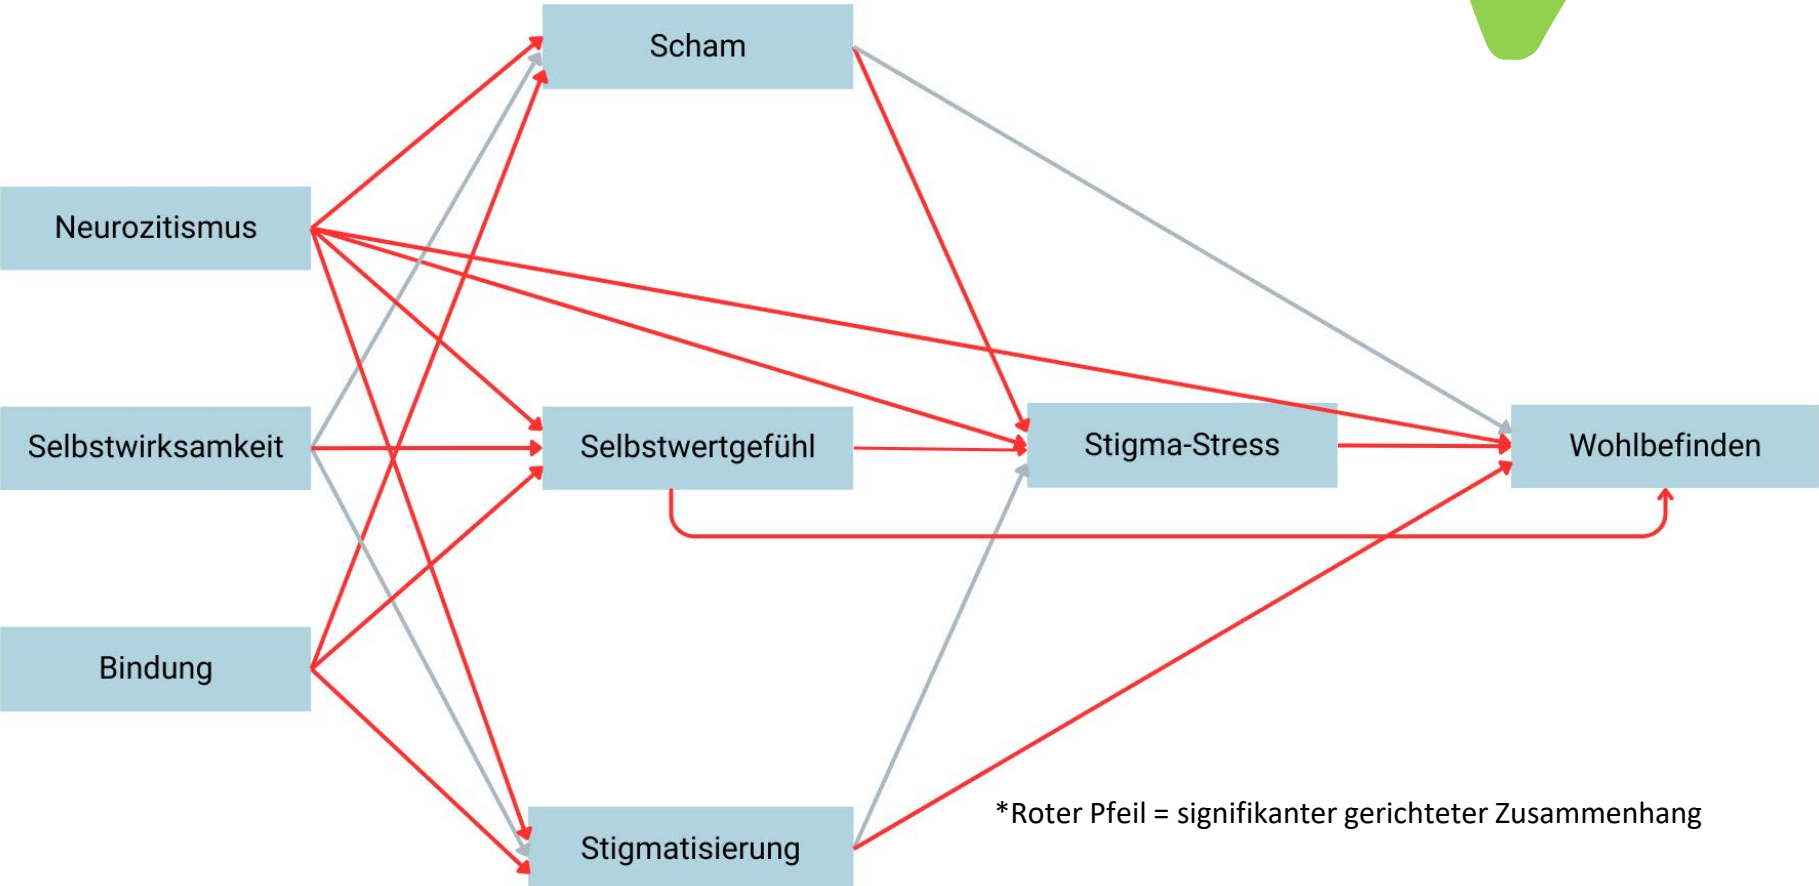 Scham
Neurozitismus
Selbstwirksamkeit
Selbstwertgefühl
Stigma-Stress
Wohlbefinden
Bindung
Stigmatisierung
*Roter Pfeil = signifikanter gerichteter Zusammenhang